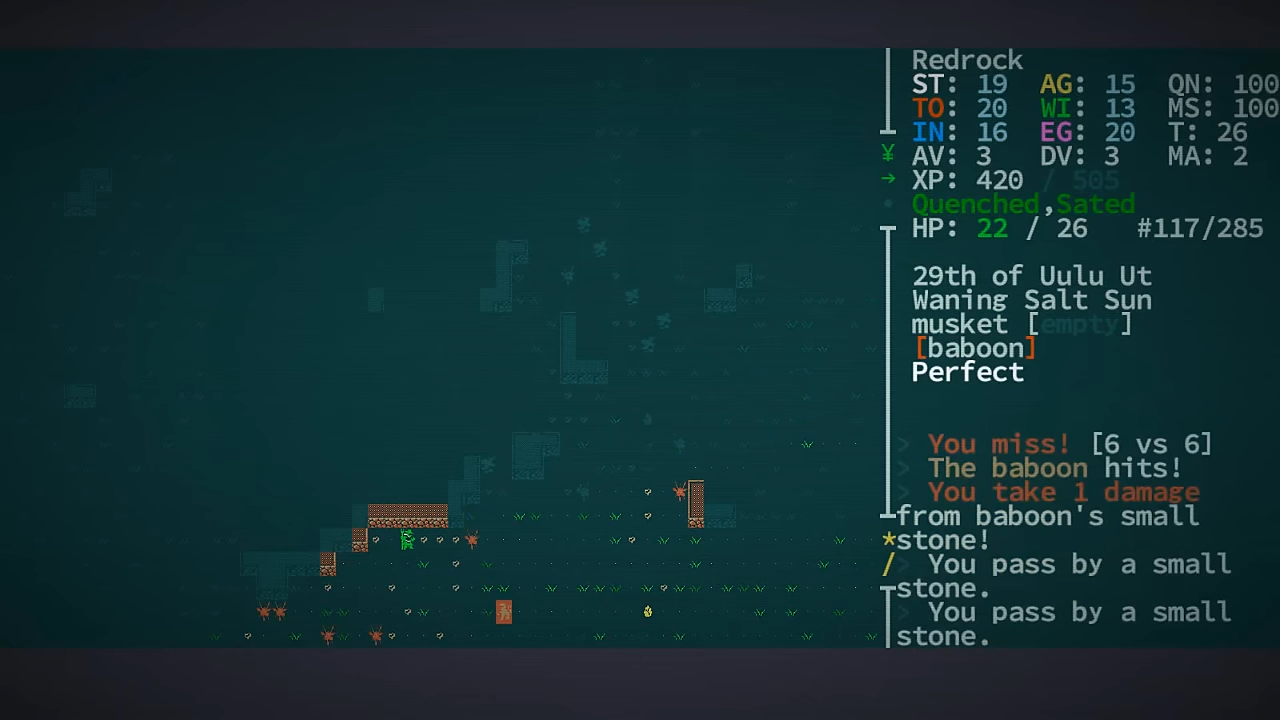 Redrock
ST: 19 AG: 15 QN: 100
TO: 20 WI: 13 MS: 100
IN: 16 EG: 20 T: 26
¥ AV: 3 DV: 3 MA: 2
→ XP: 420 / 505
Quenched,Sated
HP: 22 / 26 #117/285
29th of Uulu Ut
Waning Salt Sun
musket [empty]
[baboon]
Perfect
> You miss! [6 vs 6]
> The baboon hits!
> You take 1 damage
from baboon's small
*stone!
/> You pass by a small
stone.
> You pass by a small
stone.